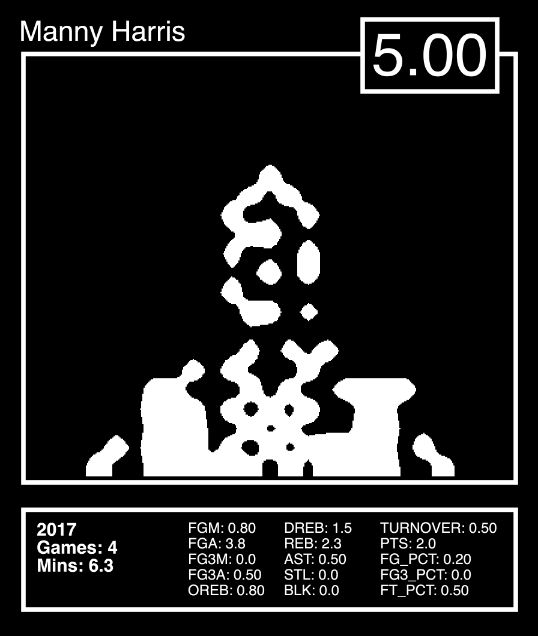 Manny Harris
5.00
2017
Games: 4
Mins: 6.3
FGM: 0.80
FGA: 3.8
FG3M: 0.0
FG3A: 0.50
OREB: 0.80
DREB: 1.5
REB: 2.3
AST: 0.50
STL: 0.0
BLK: 0.0
TURNOVER: 0.50
PTS: 2.0
FG_PCT: 0.20
FG3_PCT: 0.0
FT_PCT: 0.50